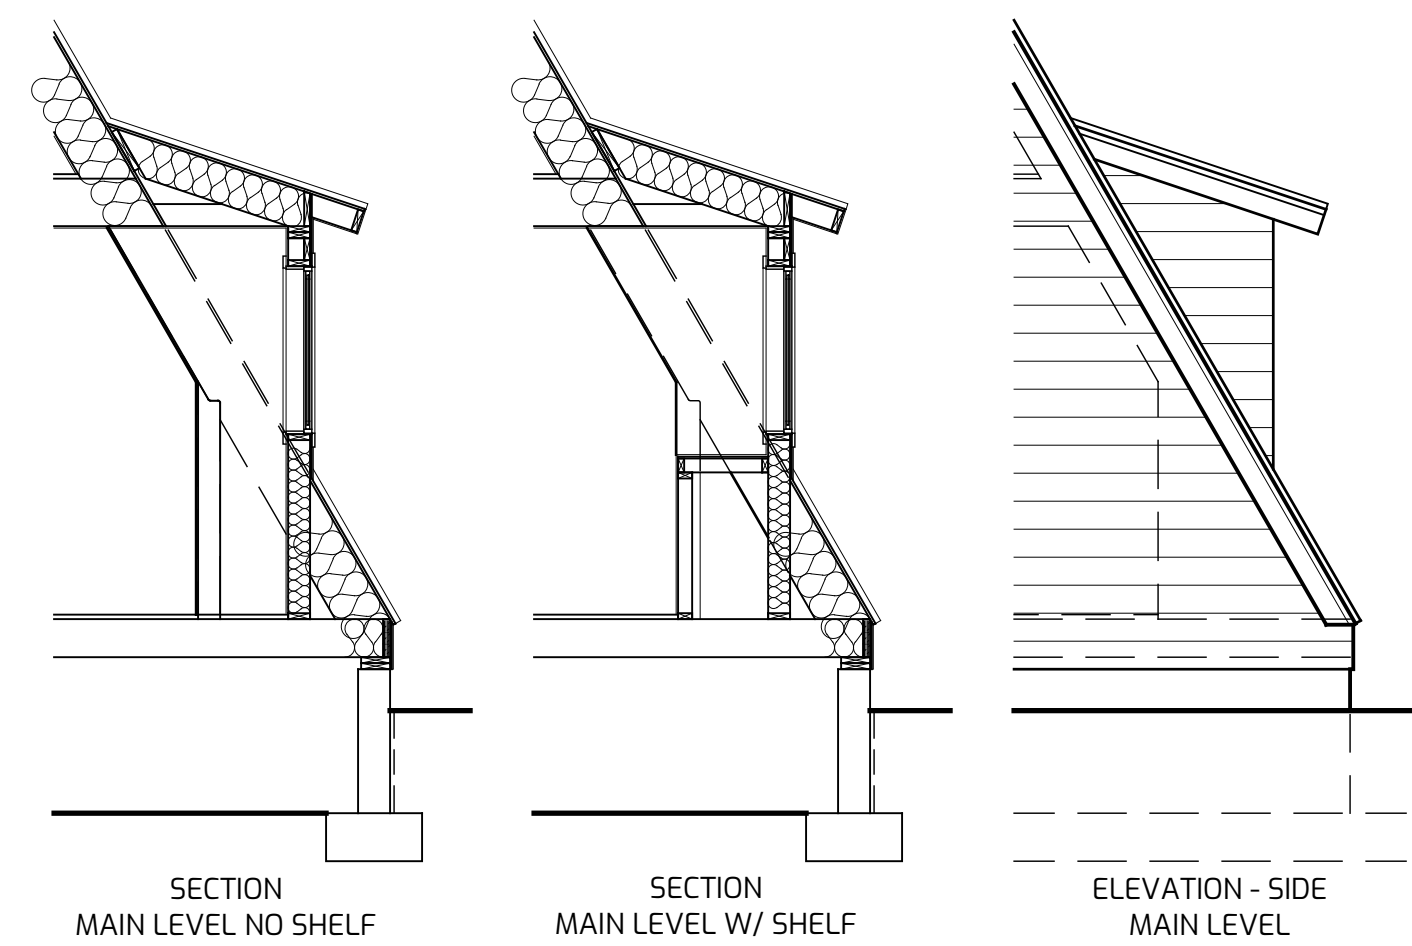 SECTION
MAIN LEVEL NO SHELF
SECTION
MAIN LEVEL W/ SHELF
ELEVATION - SIDE
MAIN LEVEL